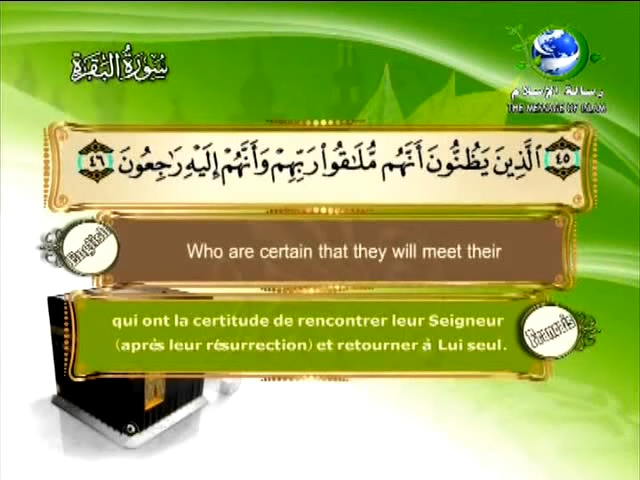 سُورَةُ البَقَرَةِ
رسالة الإسلام
THE MESSAGE OF ISLAM
٤٥ الَّذِينَ يَظُنُّونَ أَنَّهُم مُّلَٰقُوا۟ رَبِّهِمْ وَأَنَّهُمْ إِلَيْهِ رَٰجِعُونَ ٤٦
English
Who are certain that they will meet their
qui ont la certitude de rencontrer leur Seigneur
(après leur résurrection) et retourner à Lui seul.
Français